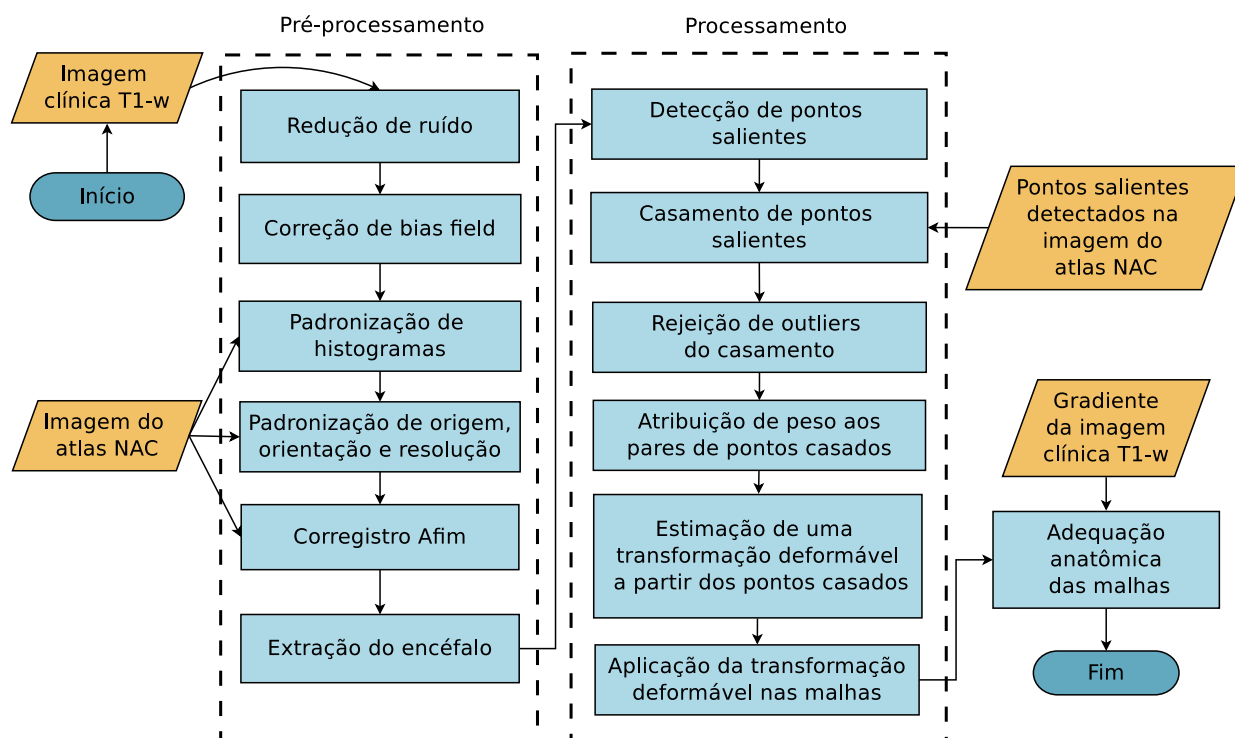 Pré-processamento
Processamento
Imagem
clínica T1-w
Início
Redução de ruído
Correção de bias field
Padronização de
histogramas
Imagem do
atlas NAC
Padronização de origem,
orientação e resolução
Corregistro Afim
Extração do encéfalo
Detecção de pontos
salientes
Casamento de pontos
salientes
Pontos salientes
detectados na
imagem do
atlas NAC
Rejeição de outliers
do casamento
Atribuição de peso aos
pares de pontos casados
Estimação de uma
transformação deformável
a partir dos pontos casados
Aplicação da transformação
deformável nas malhas
Gradiente
da imagem
clínica T1-w
Adequação
anatômica
das malhas
Fim